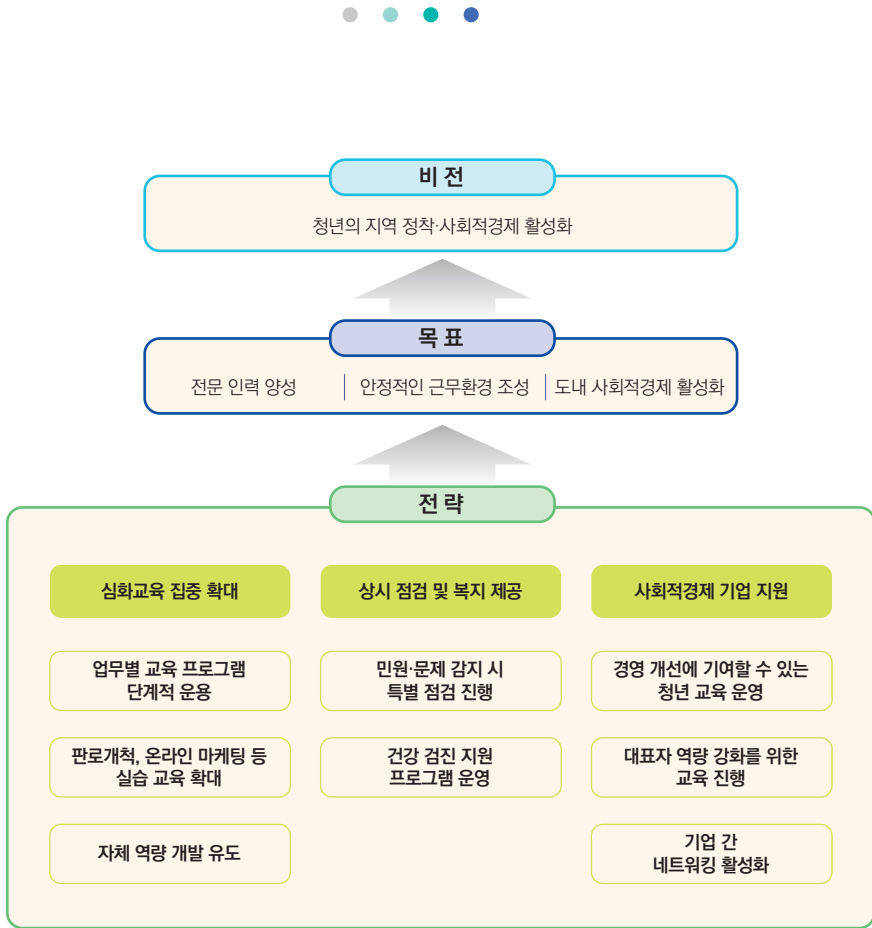 비 전
청년의 지역 정착·사회적경제 활성화
목 표
전문 인력 양성
안정적인 근무환경 조성
도내 사회적경제 활성화
전 략
심화교육 집중 확대
업무별 교육 프로그램
단계적 운용
판로개척, 온라인 마케팅 등
실습 교육 확대
자체 역량 개발 유도
상시 점검 및 복지 제공
민원·문제 감지 시
특별 점검 진행
건강 검진 지원
프로그램 운영
사회적경제 기업 지원
경영 개선에 기여할 수 있는
청년 교육 운영
대표자 역량 강화를 위한
교육 진행
기업 간
네트워킹 활성화